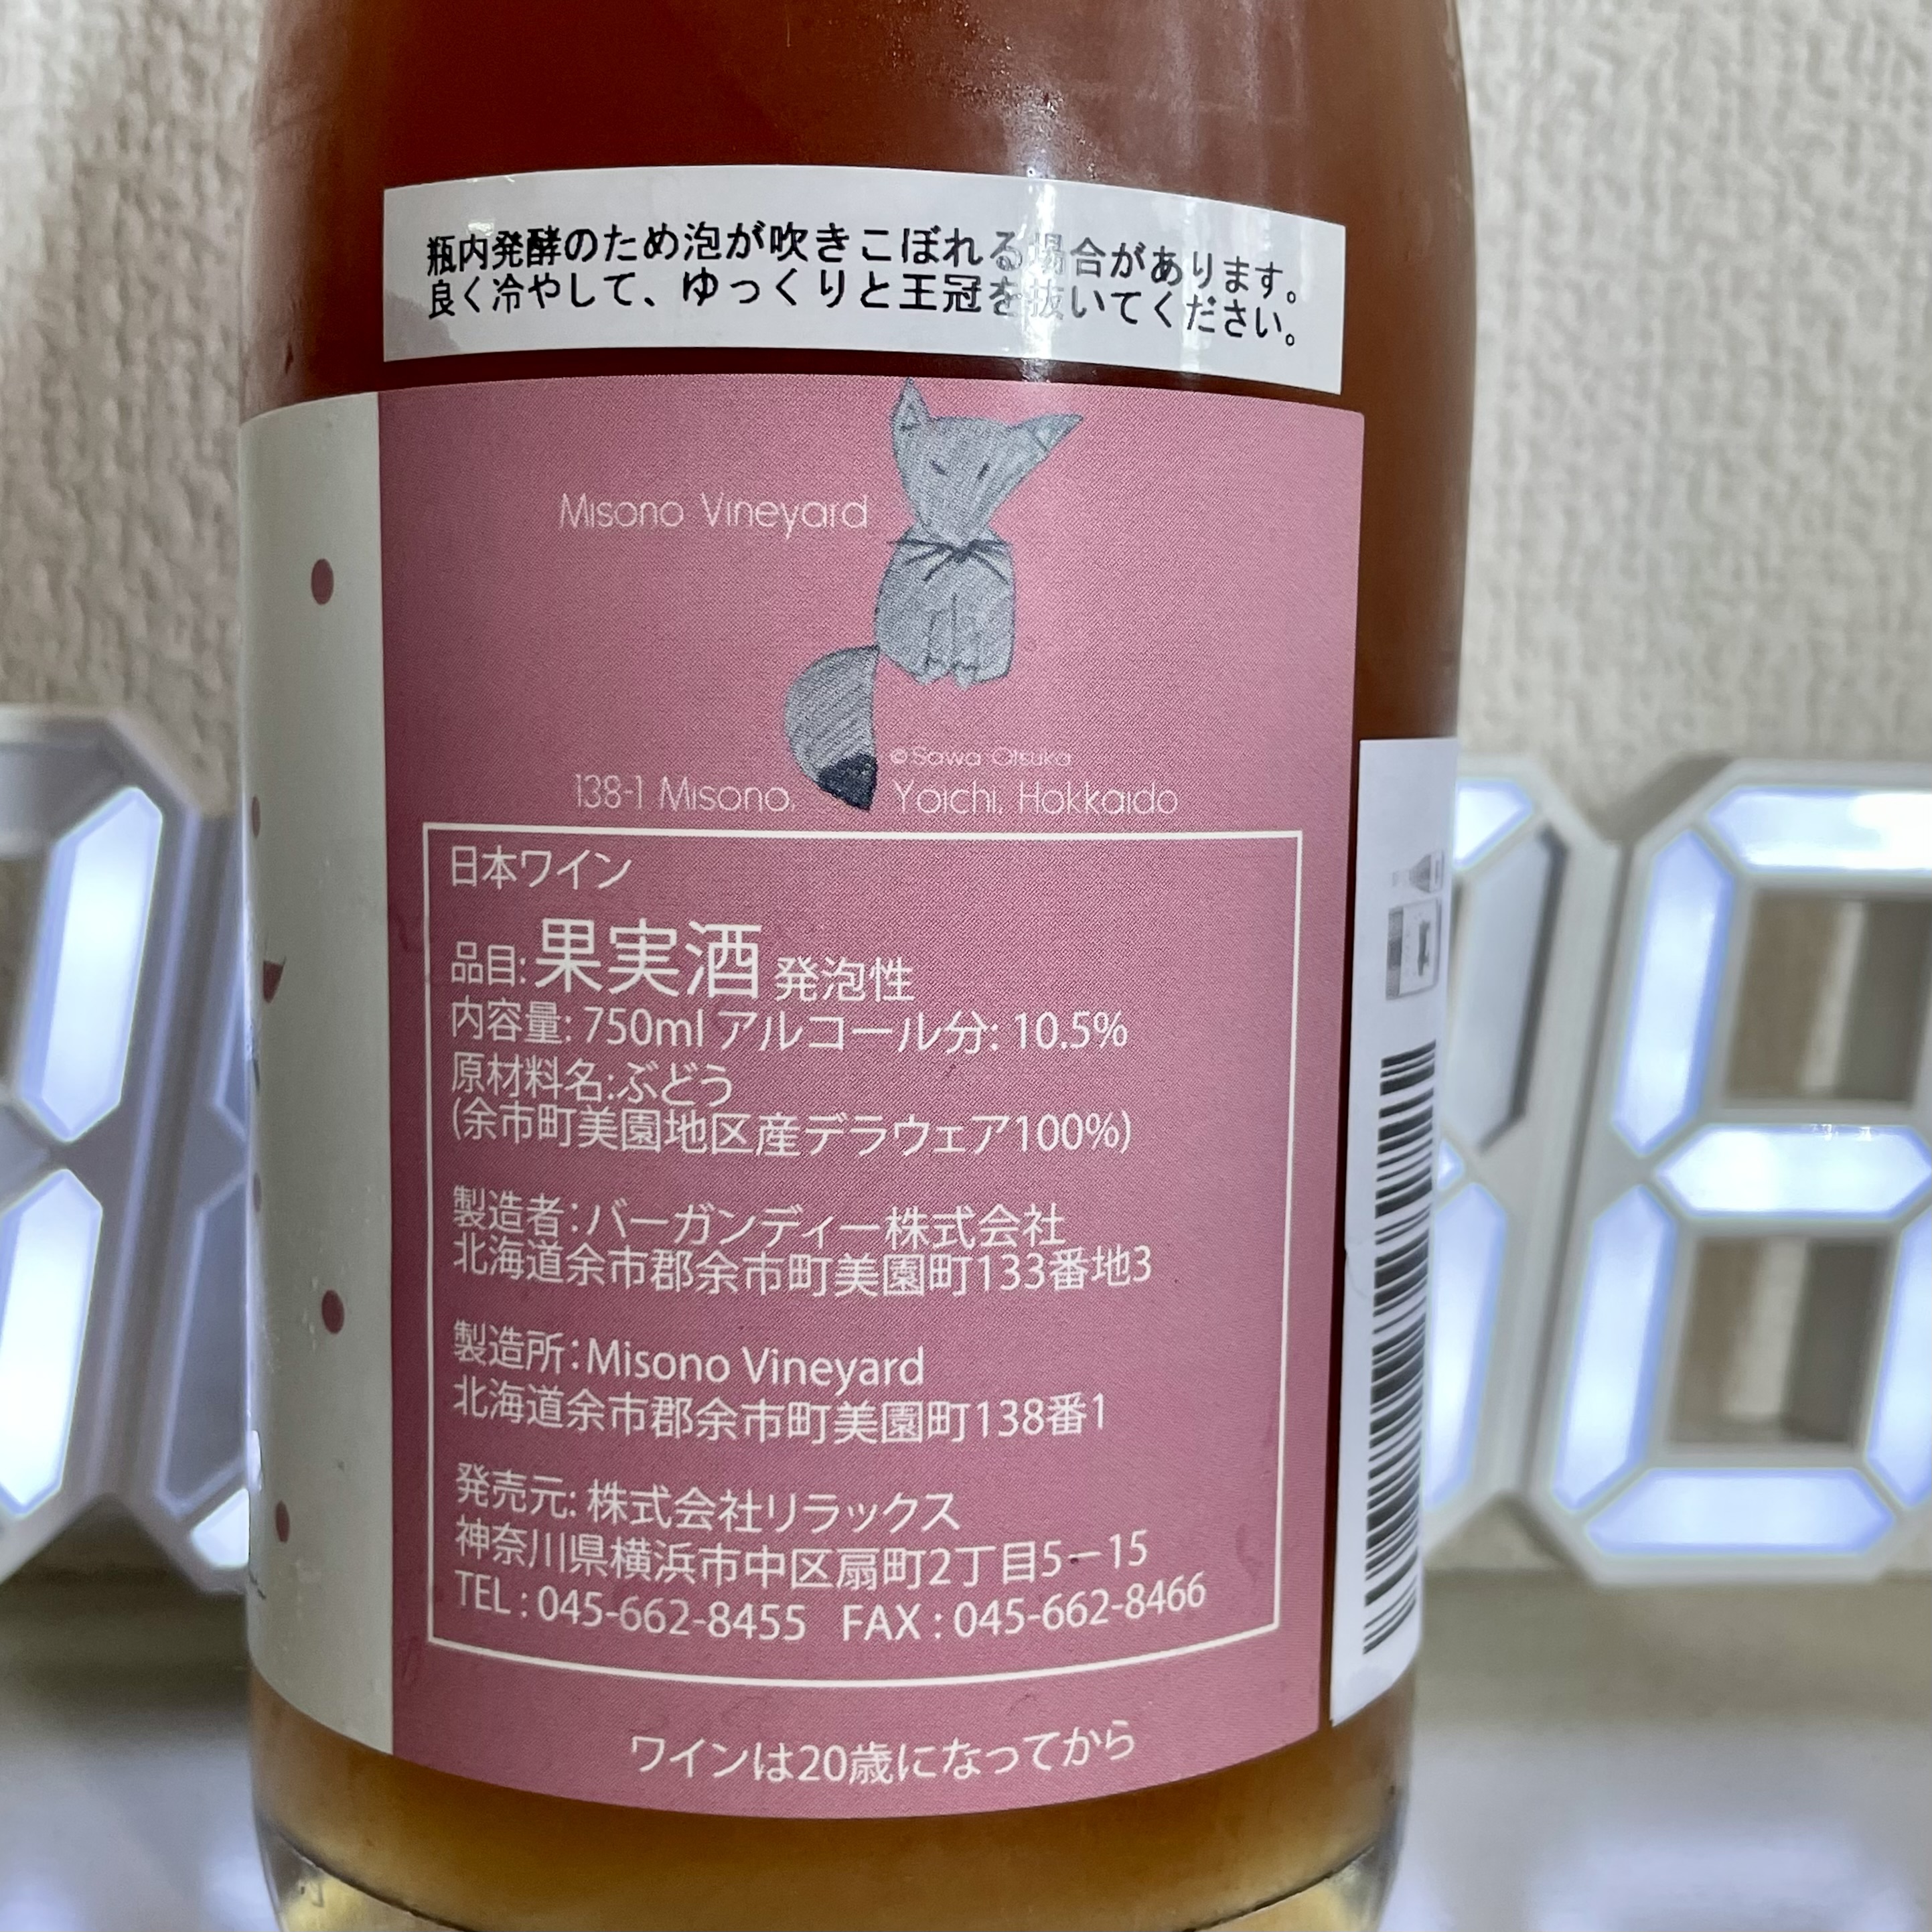 瓶内発酵のため泡が吹きこぼれる場合があります。
良く冷やして、ゆっくりと王冠を抜いてください。
Misono Vineyard
©Sawa Otsuka
138-1 Misono, Yoichi, Hokkaido
日本ワイン
品目:果実酒 発泡性
内容量: 750ml アルコール分: 10.5%
原材料名:ぶどう
(余市町美園地区産デラウェア100%)
製造者:バーガンディー株式会社
北海道余市郡余市町美園町133番地3
製造所:Misono Vineyard
北海道余市郡余市町美園町138番1
発売元: 株式会社リラックス
神奈川県横浜市中区扇町2丁目5ー15
TEL : 045-662-8455 FAX : 045-662-8466
ワインは20歳になってから